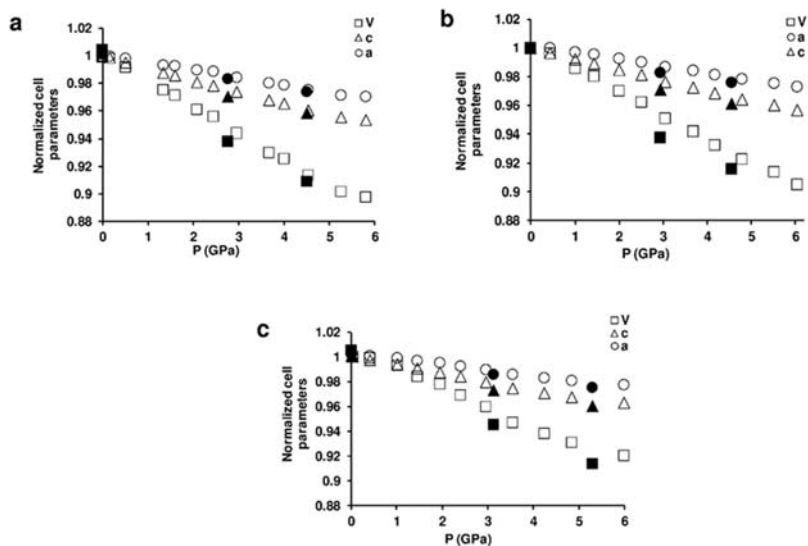 a
□ V
△ c
○ a
1.02
1
0.98
0.96
0.94
0.92
0.9
0.88
Normalized cell
parameters
0 1 2 3 4 5 6
P (GPa)
b
□ V
○ a
△ c
1.02
1
0.98
0.96
0.94
0.92
0.9
0.88
Normalized cell
parameters
0 1 2 3 4 5 6
P (GPa)
c
□ V
△ c
○ a
1.02
1
0.98
0.96
0.94
0.92
0.9
0.88
Normalized cell
parameters
0 1 2 3 4 5 6
P (GPa)